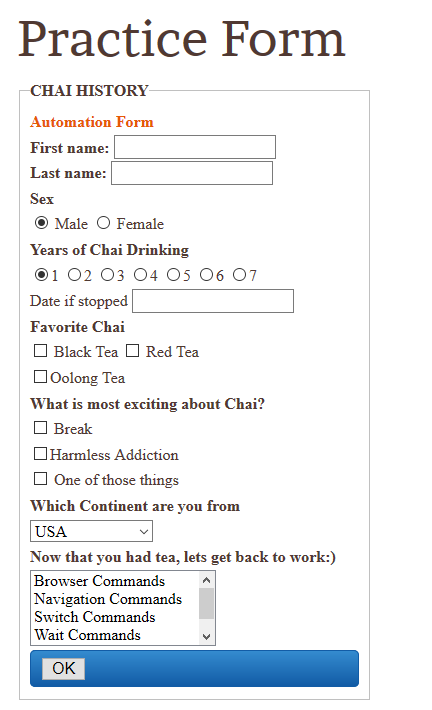 Practice Form
CHAI HISTORY
Automation Form
First name:
Last name:
Sex
Male Female
Years of Chai Drinking
1 2 3 4 5 6 7
Date if stopped
Favorite Chai
Black Tea Red Tea
Oolong Tea
What is most exciting about Chai?
Break
Harmless Addiction
One of those things
Which Continent are you from
USA
Now that you had tea, lets get back to work:)
Browser Commands
Navigation Commands
Switch Commands
Wait Commands
OK